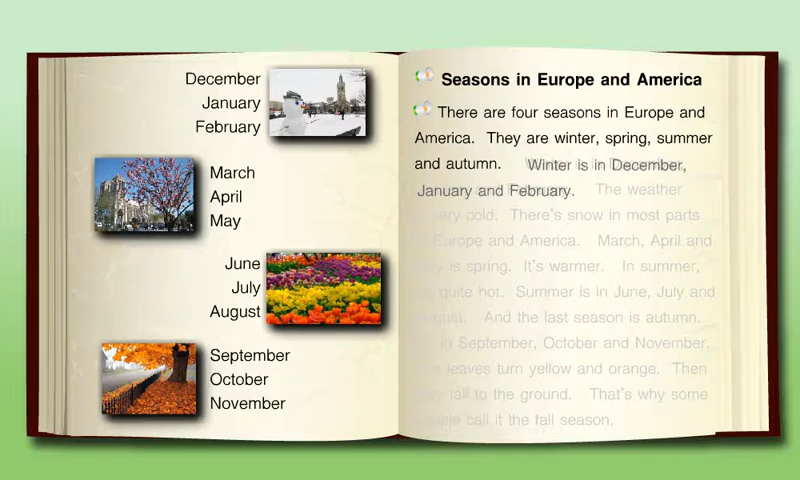 December
January
February
March
April
May
June
July
August
September
October
November
Seasons in Europe and America
There are four seasons in Europe and
America. They are winter, spring, summer
and autumn. Winter is in December,
January and February. The weather
very cold. There's snow in most parts
Europe and America. March, April and
is spring. It's warmer. In summer,
quite hot. Summer is in June, July and
And the last season is autumn.
in September, October and November.
leaves turn yellow and orange. Then
fall to the ground. That's why some
call it the fall season.